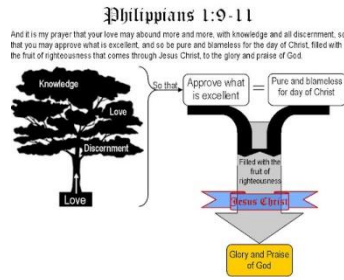 Philippians 1:9-11
And it is my prayer that your love may abound more and more, with knowledge and all discernment, so
that you may approve what is excellent, and so be pure and blameless for the day of Christ, filled with
the fruit of righteousness that comes through Jesus Christ, to the glory and praise of God.
Knowledge
Love
Discernment
Love
So that
Approve what
is excellent
=
Pure and blameless
for day of Christ
Filled with the
fruit of
righteousness
Jesus Christ
Glory and Praise
of God